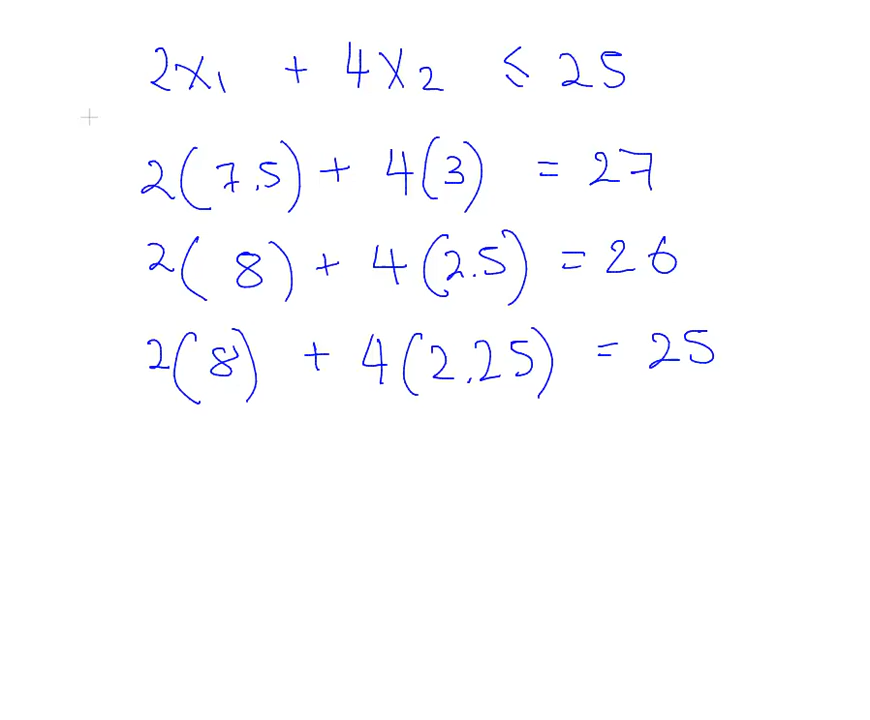 2x₁ + 4x₂ ≤ 25
2(7.5) + 4(3) = 27
2(8) + 4(2.5) = 26
2(8) + 4(2.25) = 25